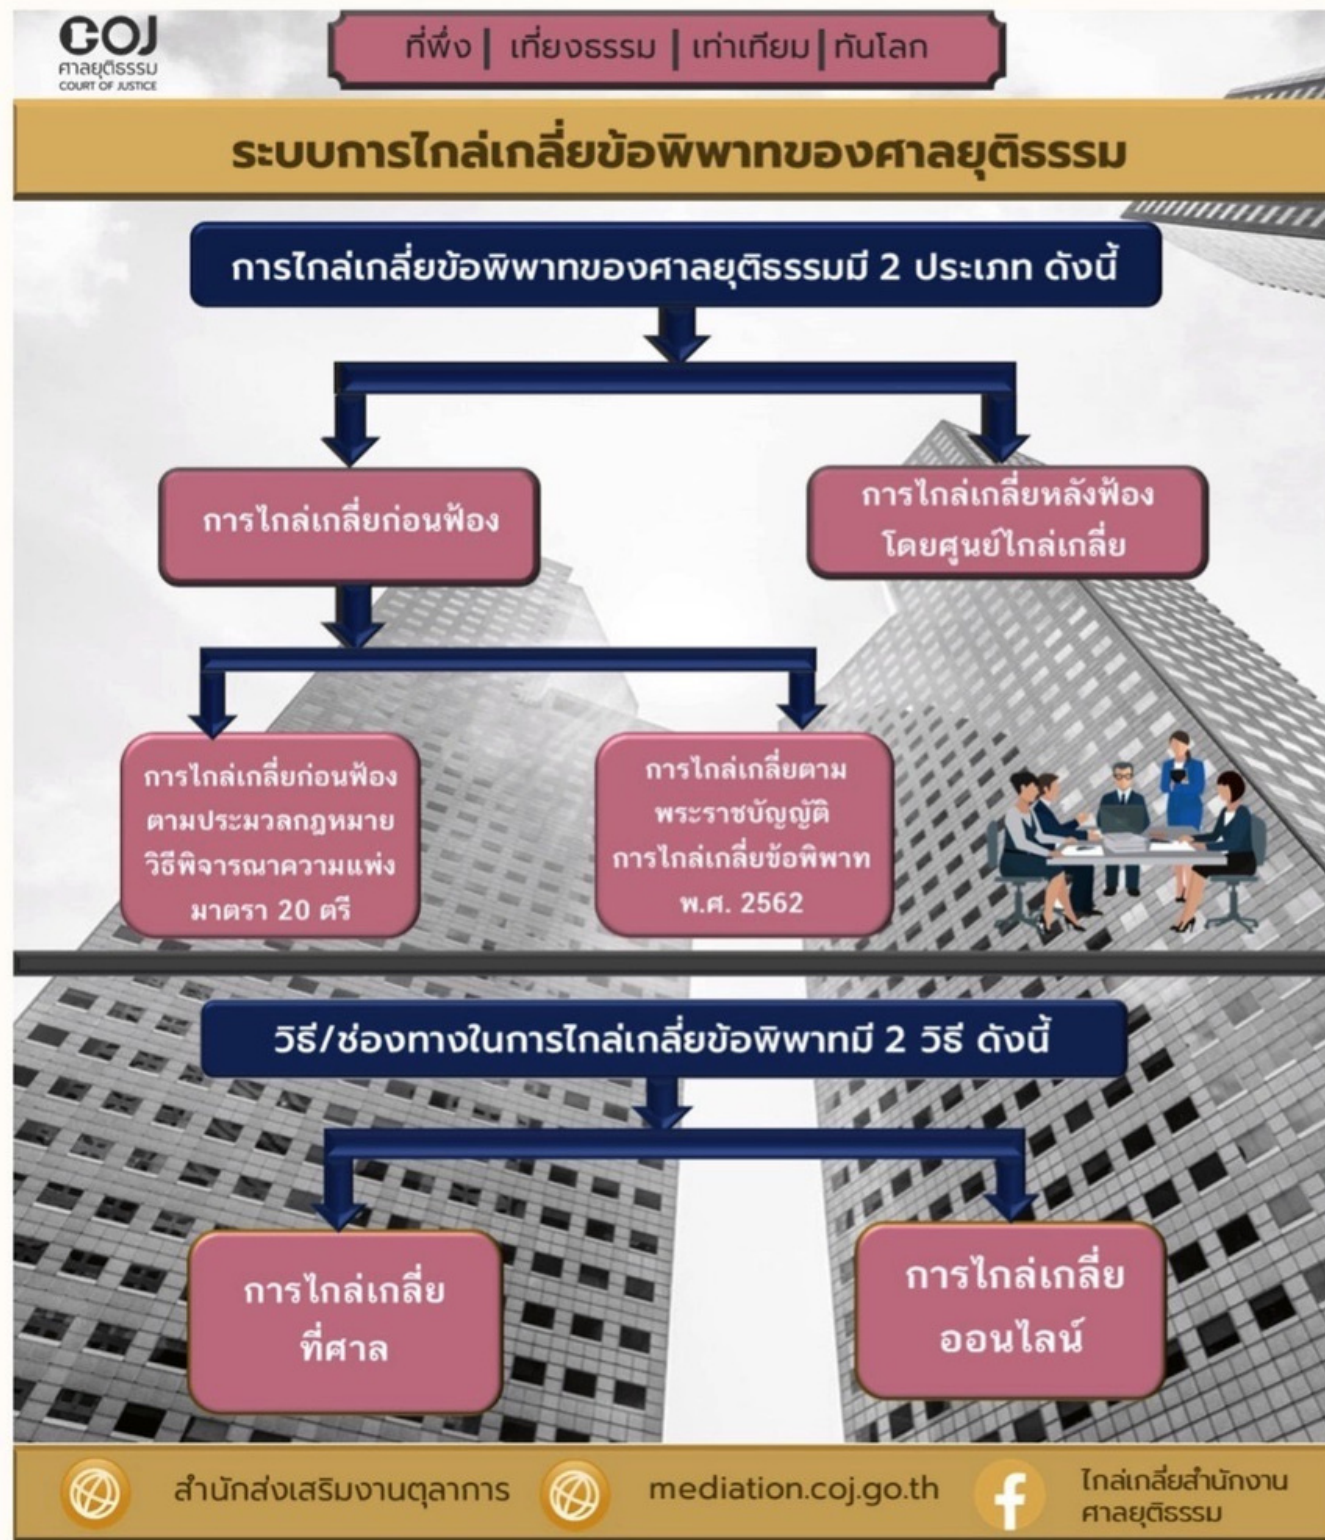 COJ
ศาลยุติธรรม
COURT OF JUSTICE
ที่พึ่ง | เที่ยงธรรม | เท่าเทียม | ทันโลก
ระบบการไกล่เกลี่ยข้อพิพาทของศาลยุติธรรม
การไกล่เกลี่ยข้อพิพาทของศาลยุติธรรมมี 2 ประเภท ดังนี้
การไกล่เกลี่ยก่อนฟ้อง
การไกล่เกลี่ยหลังฟ้อง
โดยศูนย์ไกล่เกลี่ย
การไกล่เกลี่ยก่อนฟ้อง
ตามประมวลกฎหมาย
วิธีพิจารณาความแพ่ง
มาตรา 20 ตรี
การไกล่เกลี่ยตาม
พระราชบัญญัติ
การไกล่เกลี่ยข้อพิพาท
พ.ศ. 2562
วิธี/ช่องทางในการไกล่เกลี่ยข้อพิพาทมี 2 วิธี ดังนี้
การไกล่เกลี่ย
ที่ศาล
การไกล่เกลี่ย
ออนไลน์
สำนักส่งเสริมงานตุลาการ
mediation.coj.go.th
ไกล่เกลี่ยสำนักงาน
ศาลยุติธรรม